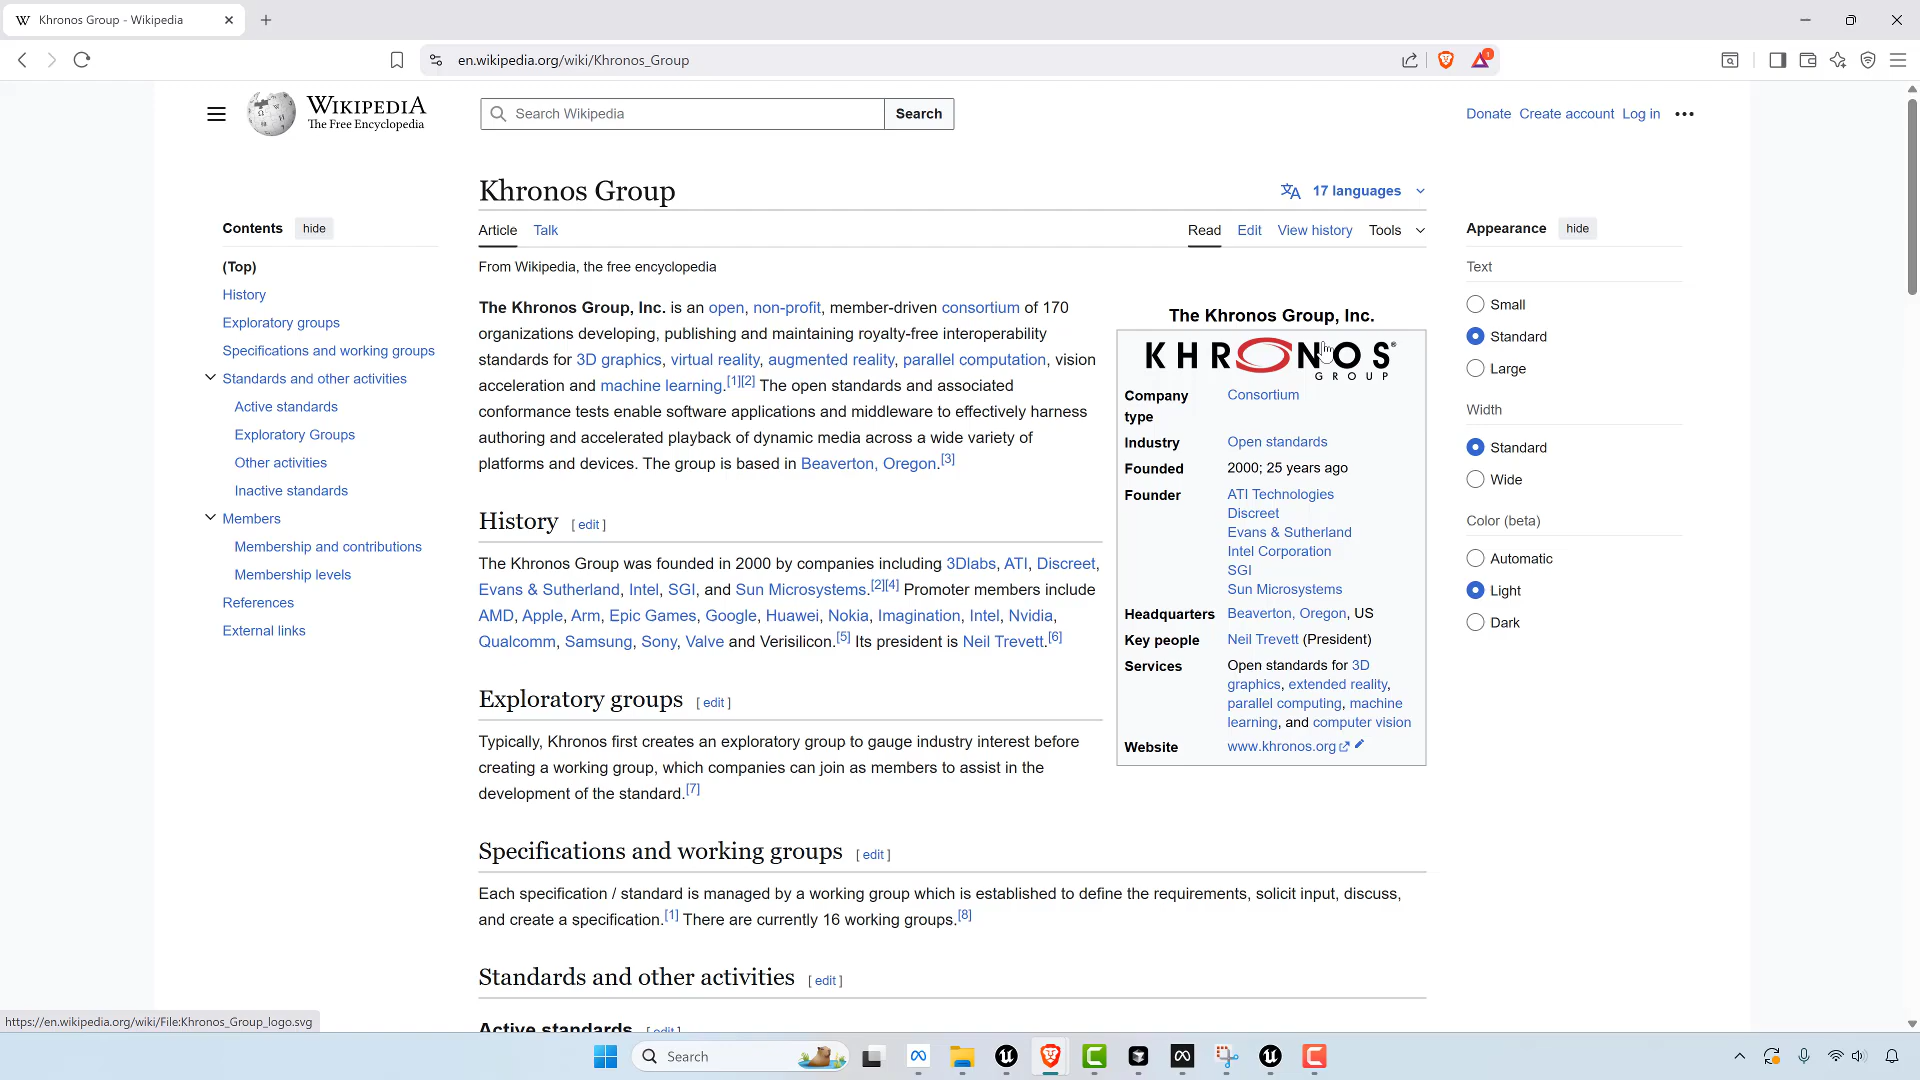 Khronos Group - Wikipedia
en.wikipedia.org/wiki/Khronos_Group
1
WIKIPEDIA
The Free Encyclopedia
Search Wikipedia
Search
Donate
Create account
Log in
Khronos Group
17 languages
Article
Talk
Read
Edit
View history
Tools
From Wikipedia, the free encyclopedia
Contents
hide
(Top)
History
Exploratory groups
Specifications and working groups
Standards and other activities
Active standards
Exploratory Groups
Other activities
Inactive standards
Members
Membership and contributions
Membership levels
References
External links
The Khronos Group, Inc. is an open, non-profit, member-driven consortium of 170
organizations developing, publishing and maintaining royalty-free interoperability
standards for 3D graphics, virtual reality, augmented reality, parallel computation, vision
acceleration and machine learning.[1][2] The open standards and associated
conformance tests enable software applications and middleware to effectively harness
authoring and accelerated playback of dynamic media across a wide variety of
platforms and devices. The group is based in Beaverton, Oregon.[3]
History [ edit ]
The Khronos Group was founded in 2000 by companies including 3Dlabs, ATI, Discreet,
Evans & Sutherland, Intel, SGI, and Sun Microsystems.[2][4] Promoter members include
AMD, Apple, Arm, Epic Games, Google, Huawei, Nokia, Imagination, Intel, Nvidia,
Qualcomm, Samsung, Sony, Valve and Verisilicon.[5] Its president is Neil Trevett.[6]
Exploratory groups [ edit ]
Typically, Khronos first creates an exploratory group to gauge industry interest before
creating a working group, which companies can join as members to assist in the
development of the standard.[7]
Specifications and working groups [ edit ]
Each specification / standard is managed by a working group which is established to define the requirements, solicit input, discuss,
and create a specification.[1] There are currently 16 working groups.[8]
Standards and other activities [ edit ]
Active standards [ edit ]
The Khronos Group, Inc.
KHRONOS®
GROUP
Company type Consortium
Industry Open standards
Founded 2000; 25 years ago
Founder ATI Technologies
Discreet
Evans & Sutherland
Intel Corporation
SGI
Sun Microsystems
Headquarters Beaverton, Oregon, US
Key people Neil Trevett (President)
Services Open standards for 3D
graphics, extended reality,
parallel computing, machine
learning, and computer vision
Website www.khronos.org
Appearance
hide
Text
Small
Standard
Large
Width
Standard
Wide
Color (beta)
Automatic
Light
Dark
https://en.wikipedia.org/wiki/File:Khronos_Group_logo.svg
Search